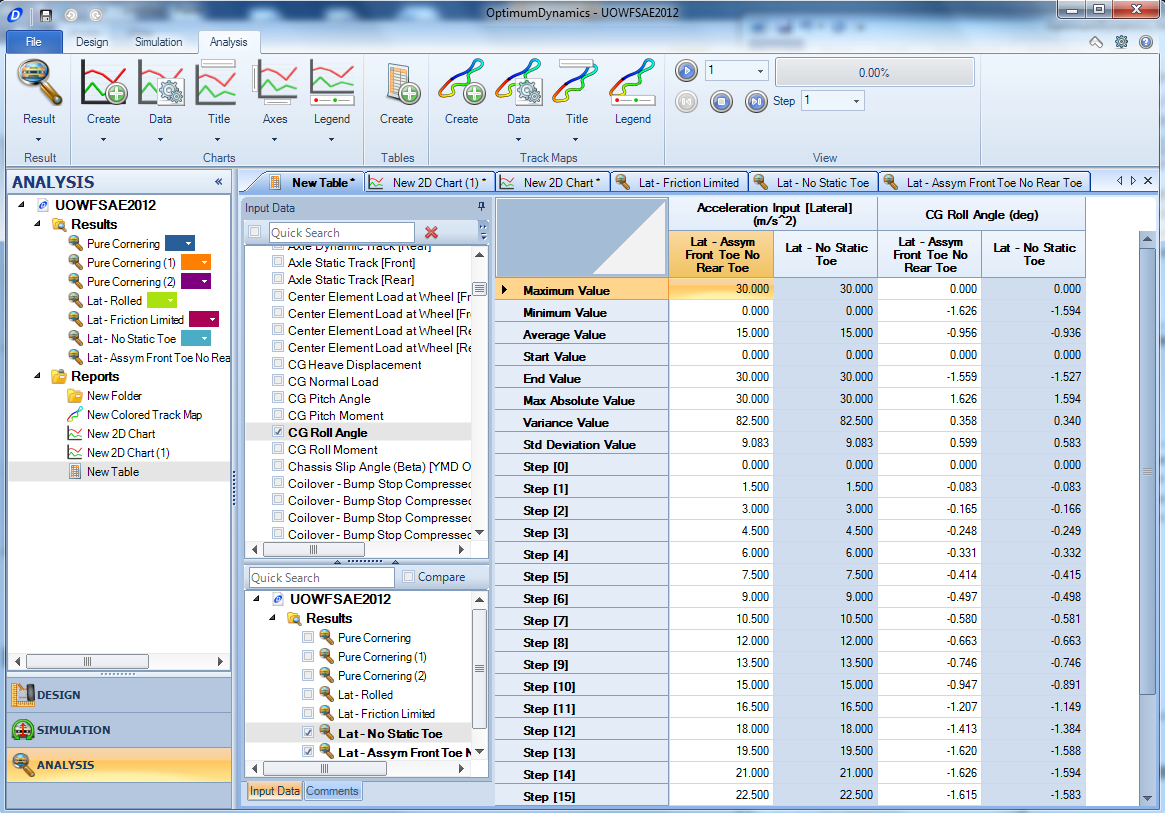 OptimumDynamics - UOWFSAE2012
File Design Simulation Analysis
Result Create Data Title Axes Legend Create Create Data Title Legend
1 0.00%
Step 1
Result Charts Tables Track Maps View
ANALYSIS «
UOWFSAE2012
Results
Pure Cornering
Pure Cornering (1)
Pure Cornering (2)
Lat - Rolled
Lat - Friction Limited
Lat - No Static Toe
Lat - Assym Front Toe No Rea
Reports
New Folder
New Colored Track Map
New 2D Chart
New 2D Chart (1)
New Table
DESIGN
SIMULATION
ANALYSIS
New Table * New 2D Chart (1) * New 2D Chart * Lat - Friction Limited Lat - No Static Toe Lat - Assym Front Toe No Rear Toe
Input Data
Quick Search
Axle Dynamic Track [Rear]
Axle Static Track [Front]
Axle Static Track [Rear]
Center Element Load at Wheel [Fr
Center Element Load at Wheel [Fr
Center Element Load at Wheel [Re
Center Element Load at Wheel [Re
CG Heave Displacement
CG Normal Load
CG Pitch Angle
CG Pitch Moment
CG Roll Angle
CG Roll Moment
Chassis Slip Angle (Beta) [YMD O
Coilover - Bump Stop Compressed
Coilover - Bump Stop Compressed
Coilover - Bump Stop Compressed
Coilover - Bump Stop Compressed
Quick Search Compare
UOWFSAE2012
Results
Pure Cornering
Pure Cornering (1)
Pure Cornering (2)
Lat - Rolled
Lat - Friction Limited
Lat - No Static Toe
Lat - Assym Front Toe N
Input Data Comments
Acceleration Input [Lateral] (m/s^2) CG Roll Angle (deg)
Lat - Assym Front Toe No Rear Toe Lat - No Static Toe Lat - Assym Front Toe No Rear Toe Lat - No Static Toe
Maximum Value 30.000 30.000 0.000 0.000
Minimum Value 0.000 0.000 -1.626 -1.594
Average Value 15.000 15.000 -0.956 -0.936
Start Value 0.000 0.000 0.000 0.000
End Value 30.000 30.000 -1.559 -1.527
Max Absolute Value 30.000 30.000 1.626 1.594
Variance Value 82.500 82.500 0.358 0.340
Std Deviation Value 9.083 9.083 0.599 0.583
Step [0] 0.000 0.000 0.000 0.000
Step [1] 1.500 1.500 -0.083 -0.083
Step [2] 3.000 3.000 -0.165 -0.166
Step [3] 4.500 4.500 -0.248 -0.249
Step [4] 6.000 6.000 -0.331 -0.332
Step [5] 7.500 7.500 -0.414 -0.415
Step [6] 9.000 9.000 -0.497 -0.498
Step [7] 10.500 10.500 -0.580 -0.581
Step [8] 12.000 12.000 -0.663 -0.663
Step [9] 13.500 13.500 -0.746 -0.746
Step [10] 15.000 15.000 -0.947 -0.891
Step [11] 16.500 16.500 -1.207 -1.149
Step [12] 18.000 18.000 -1.413 -1.384
Step [13] 19.500 19.500 -1.620 -1.588
Step [14] 21.000 21.000 -1.626 -1.594
Step [15] 22.500 22.500 -1.615 -1.583